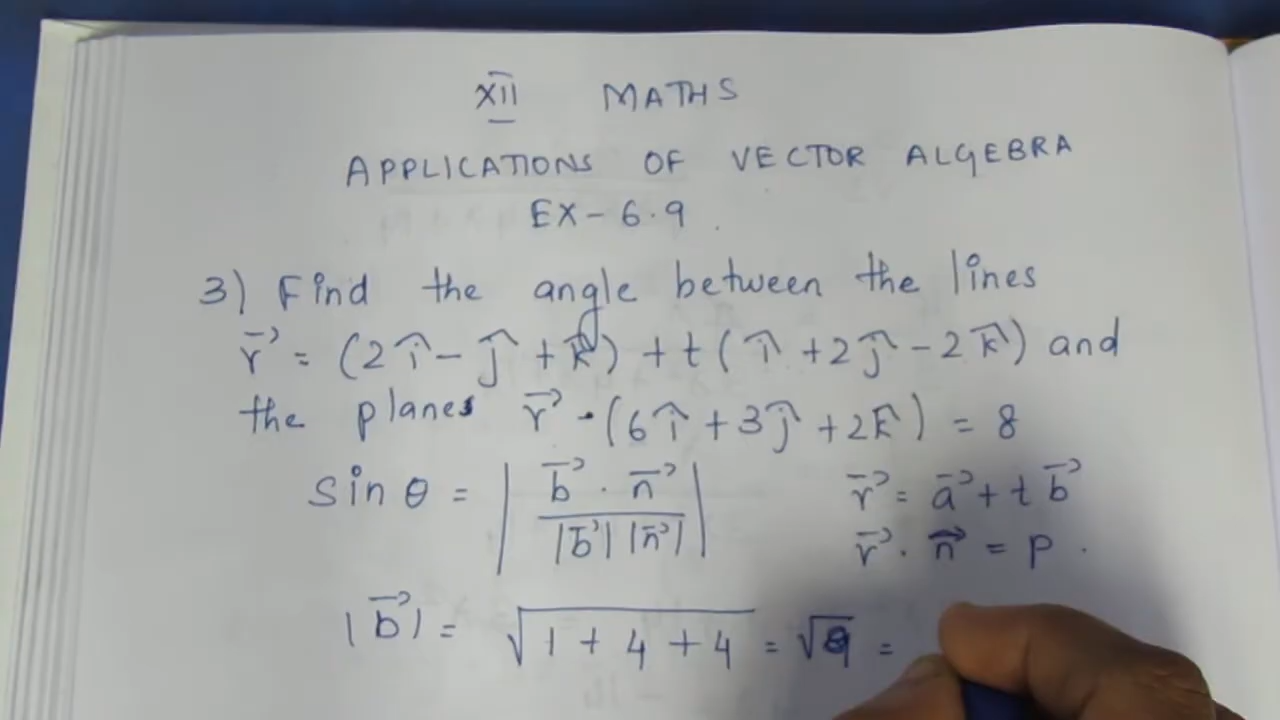 XII MATHS
APPLICATIONS OF VECTOR ALGEBRA
EX - 6.9
3) Find the angle between the lines
r⃗ = (2î - ĵ + k̂) + t(î + 2ĵ - 2k̂) and
the planes r⃗ · (6î + 3ĵ + 2k̂) = 8
sin θ = | b⃗ · n⃗ / |b⃗| |n⃗| | r⃗ = a⃗ + t b⃗
r⃗ · n⃗ = p.
|b⃗| = √(1 + 4 + 4) = √9 =